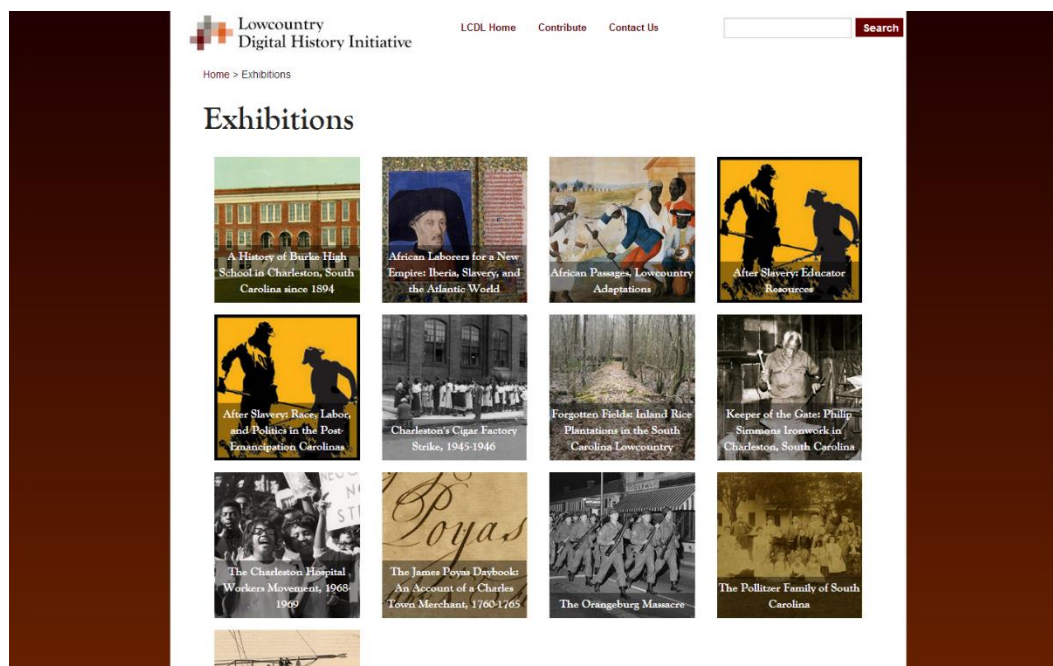 Lowcountry
Digital History Initiative
LCDL Home Contribute Contact Us
Search
Home > Exhibitions
Exhibitions
A History of Burke High
School in Charleston, South
Carolina since 1894
African Laborers for a New
Empire: Iberia, Slavery, and
the Atlantic World
African Passages, Lowcountry
Adaptations
After Slavery: Educator
Resources
After Slavery: Race, Labor,
and Politics in the Post-
Emancipation Carolinas
Charleston's Cigar Factory
Strike, 1945-1946
Forgotten Fields: Inland Rice
Plantations in the South
Carolina Lowcountry
Keeper of the Gate: Philip
Simmons Ironwork in
Charleston, South Carolina
The Charleston Hospital
Workers Movement, 1968-
1969
Poyas
The James Poyas Daybook:
An Account of a Charles
Town Merchant, 1760-1765
The Orangeburg Massacre
The Pollitzer Family of South
Carolina